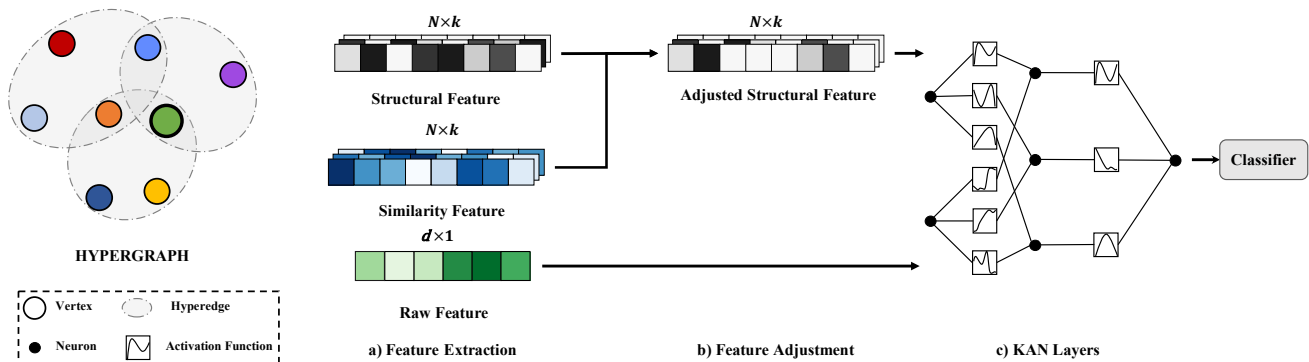 N×k
Structural Feature
N×k
Similarity Feature
d×1
Raw Feature
N×k
Adjusted Structural Feature
Classifier
HYPERGRAPH
Vertex
Hyperedge
Neuron
Activation Function
a) Feature Extraction
b) Feature Adjustment
c) KAN Layers